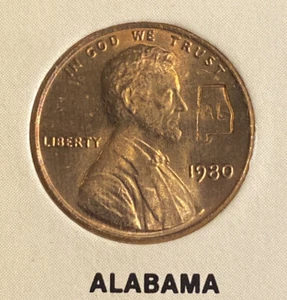 IN GOD WE TRUST
LIBERTY
AL
1980
ALABAMA